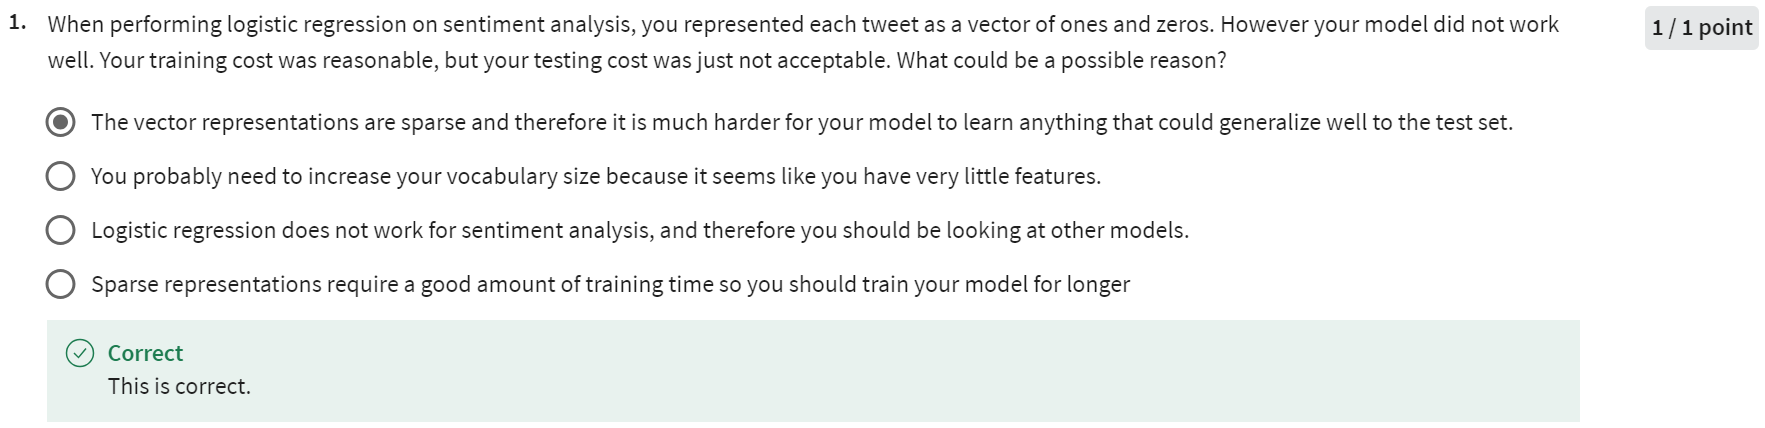 1. When performing logistic regression on sentiment analysis, you represented each tweet as a vector of ones and zeros. However your model did not work
1 / 1 point
well. Your training cost was reasonable, but your testing cost was just not acceptable. What could be a possible reason?
The vector representations are sparse and therefore it is much harder for your model to learn anything that could generalize well to the test set.
You probably need to increase your vocabulary size because it seems like you have very little features.
Logistic regression does not work for sentiment analysis, and therefore you should be looking at other models.
Sparse representations require a good amount of training time so you should train your model for longer
Correct
This is correct.